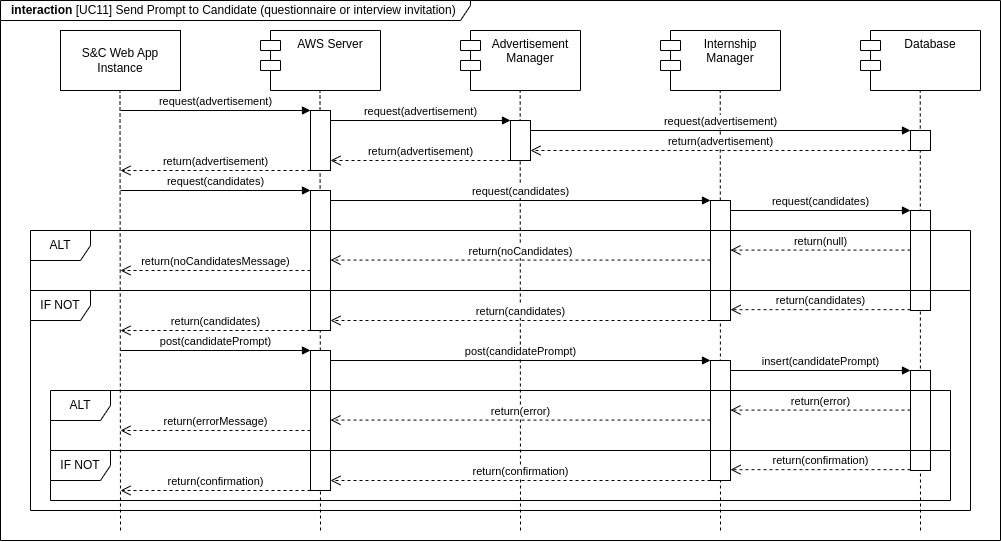 interaction [UC11] Send Prompt to Candidate (questionnaire or interview invitation)
S&C Web App
Instance
AWS Server
Advertisement
Manager
Internship
Manager
Database
request(advertisement)
request(advertisement)
request(advertisement)
return(advertisement)
return(advertisement)
return(advertisement)
request(candidates)
request(candidates)
request(candidates)
ALT
return(null)
return(noCandidates)
return(noCandidatesMessage)
IF NOT
return(candidates)
return(candidates)
return(candidates)
post(candidatePrompt)
post(candidatePrompt)
insert(candidatePrompt)
ALT
return(error)
return(error)
return(errorMessage)
IF NOT
return(confirmation)
return(confirmation)
return(confirmation)